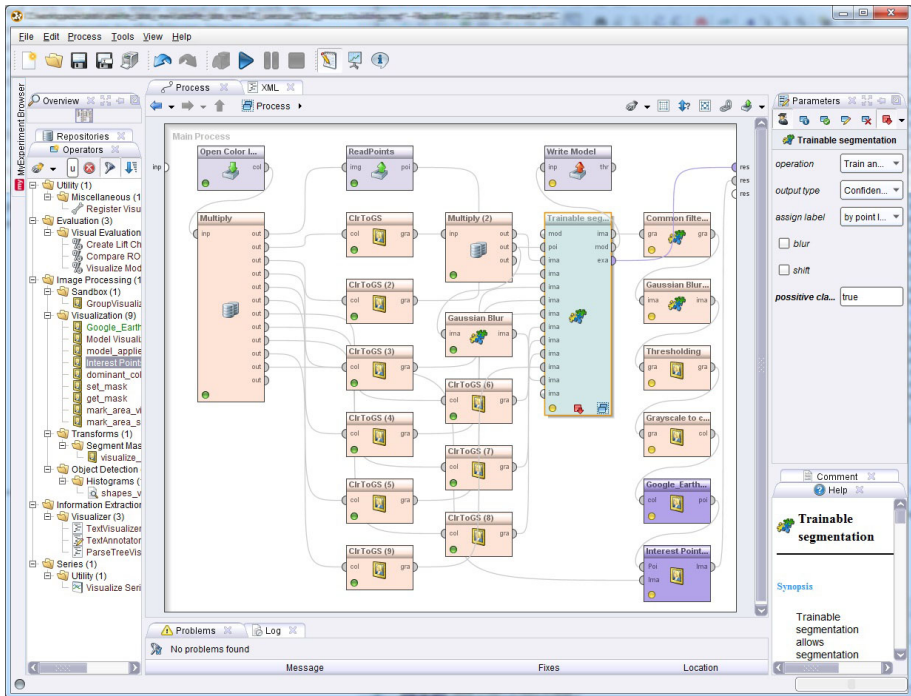 File Edit Process Tools View Help
MyExperiment Browser
Overview
Repositories
Operators
Utility (1)
Miscellaneous (1
Register Visu
Evaluation (3)
Visual Evaluation
Create Lift Ch
Compare RO
Visualize Mod
Image Processing (1
Sandbox (1)
GroupVisualiz
Visualization (9)
Google_Earth
Model Visuali
model_applie
Interest Point
dominant_col
set_mask
get_mask
mark_area_vi
mark_area_s
Transforms (1)
Segment Mas
visualize_
Object Detection
Histograms (
shapes_v
Information Extraction
Visualizer (3)
TextVisualizer
TextAnnotator
ParseTreeVis
Series (1)
Utility (1)
Visualize Seri
Process XML
Process
Main Process
inp
Open Color I...
inp col
ReadPoints
img poi
Write Model
inp thr
res
res
res
Multiply
inp out
out
out
out
out
out
out
out
out
out
out
out
ClrToGS
col gra
ClrToGS (2)
col gra
ClrToGS (3)
col gra
ClrToGS (4)
col gra
ClrToGS (5)
col gra
ClrToGS (9)
col gra
Multiply (2)
inp out
out
out
Gaussian Blur
ima ima
ClrToGS (6)
col gra
ClrToGS (7)
col gra
ClrToGS (8)
col gra
Trainable seg...
mod ima
poi mod
ima exa
ima
ima
ima
ima
ima
ima
ima
ima
ima
ima
Common filte...
gra gra
Gaussian Blur...
ima ima
Thresholding
gra gra
Grayscale to c...
gra col
Google_Earth...
col poi
Interest Point...
Poi Ima
Ima
Problems Log
No problems found
Message Fixes Location
Parameters
Trainable segmentation
operation Train an...
output type Confiden...
assign label by point l...
blur
shift
possitive cla... true
Comment
Help
Trainable
segmentation
Synopsis
Trainable
segmentation
allows
segmentation